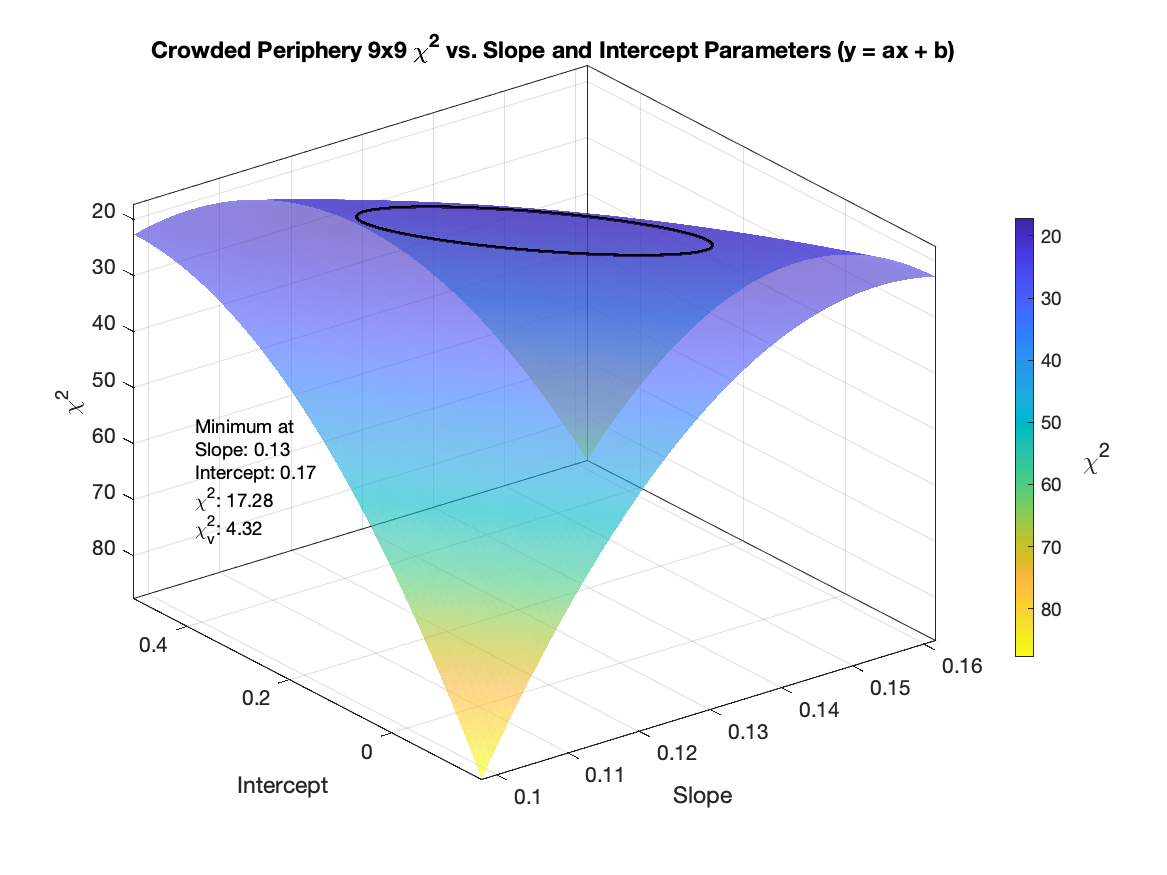 Crowded Periphery 9x9 χ² vs. Slope and Intercept Parameters (y = ax + b)
20
30
40
50
60
70
80
χ²
Minimum at
Slope: 0.13
Intercept: 0.17
χ²: 17.28
χ²ᵥ: 4.32
0.4
0.2
0
Intercept
0.1
0.11
0.12
0.13
0.14
0.15
0.16
Slope
20
30
40
50
60
70
80
χ²